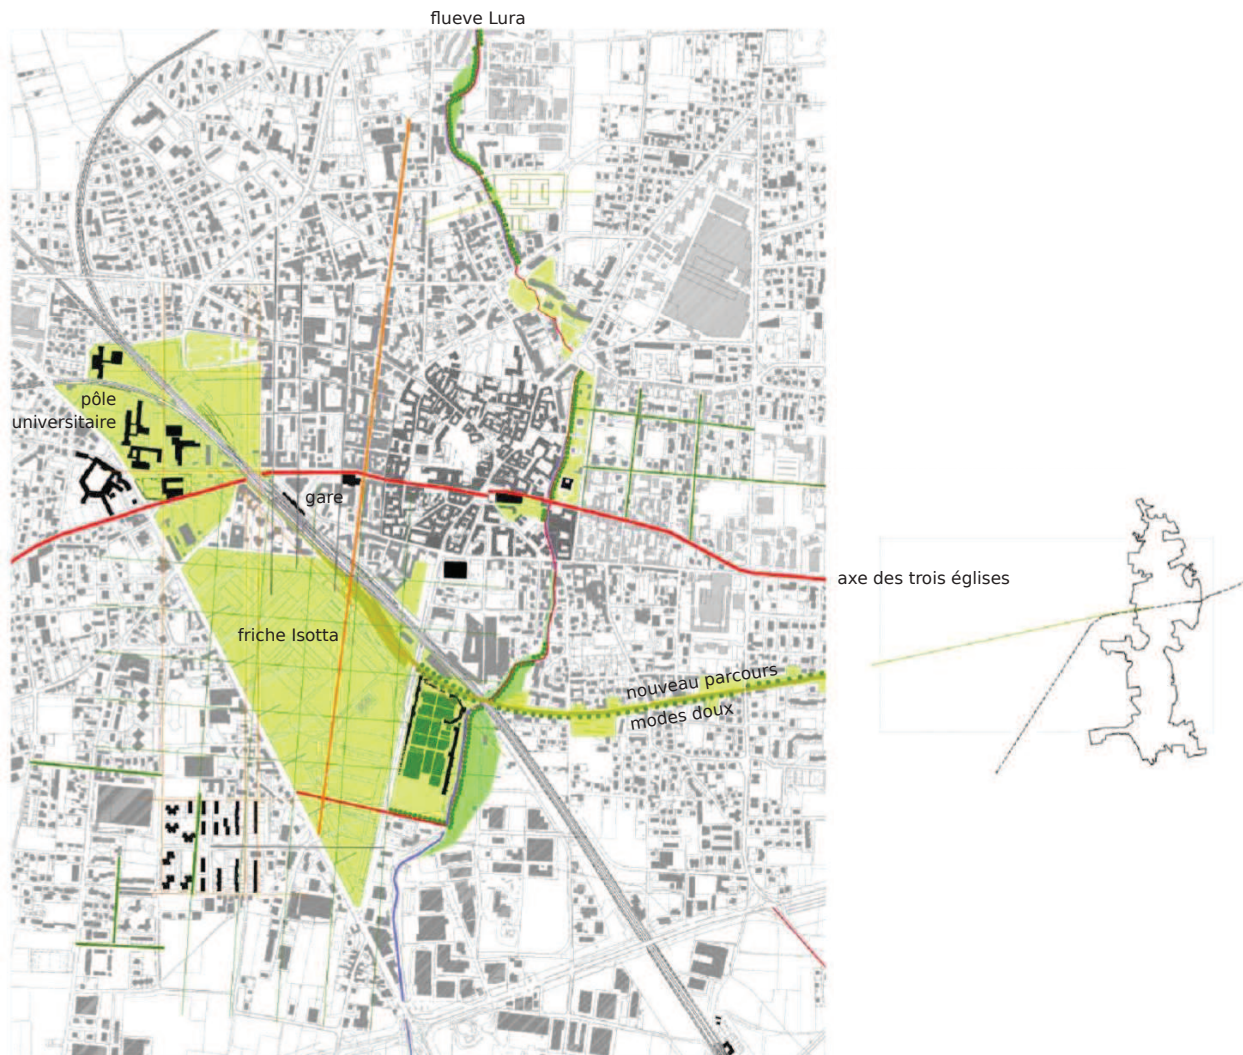 flueve Lura
pôle
universitaire
gare
axe des trois églises
friche Isotta
nouveau parcours
modes doux